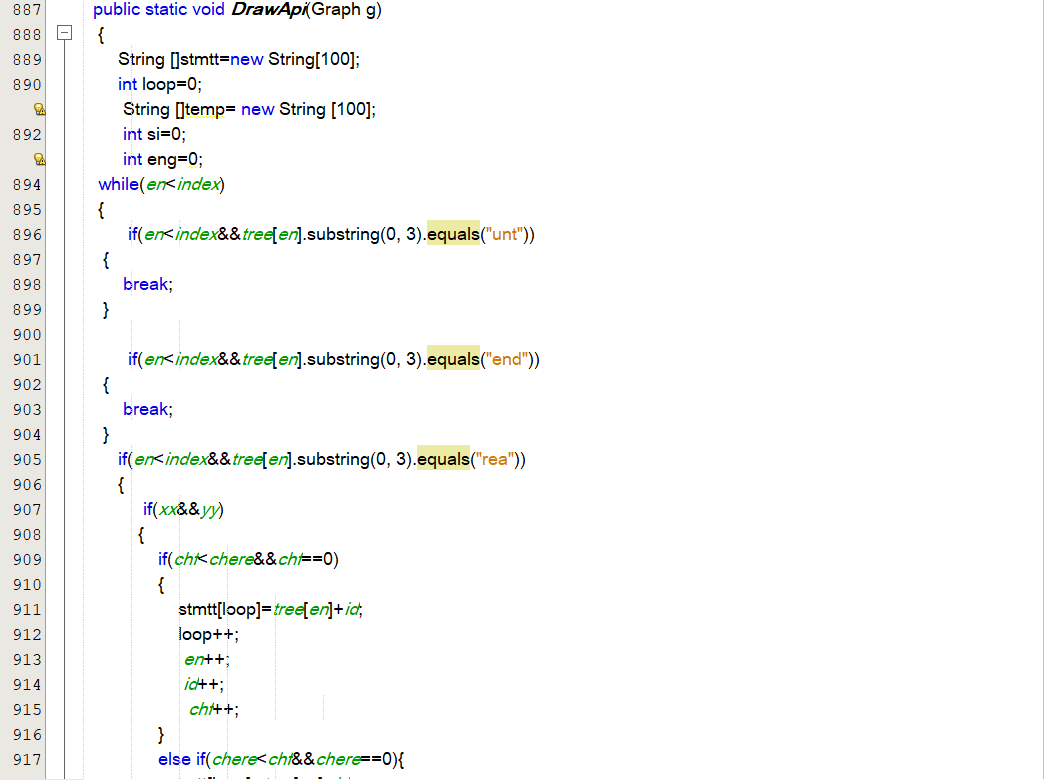 887 public static void DrawApi(Graph g)
888 {
889 String []stmtt=new String[100];
890 int loop=0;
String []temp= new String [100];
892 int si=0;
int eng=0;
894 while(en<index)
895 {
896 if(en<index&&tree[en].substring(0, 3).equals("unt"))
897 {
898 break;
899 }
900
901 if(en<index&&tree[en].substring(0, 3).equals("end"))
902 {
903 break;
904 }
905 if(en<index&&tree[en].substring(0, 3).equals("rea"))
906 {
907 if(xx&&yy)
908 {
909 if(cht<chere&&cht==0)
910 {
911 stmtt[loop]=tree[en]+id;
912 loop++;
913 en++;
914 id++;
915 cht++;
916 }
917 else if(chere<cht&&chere==0){